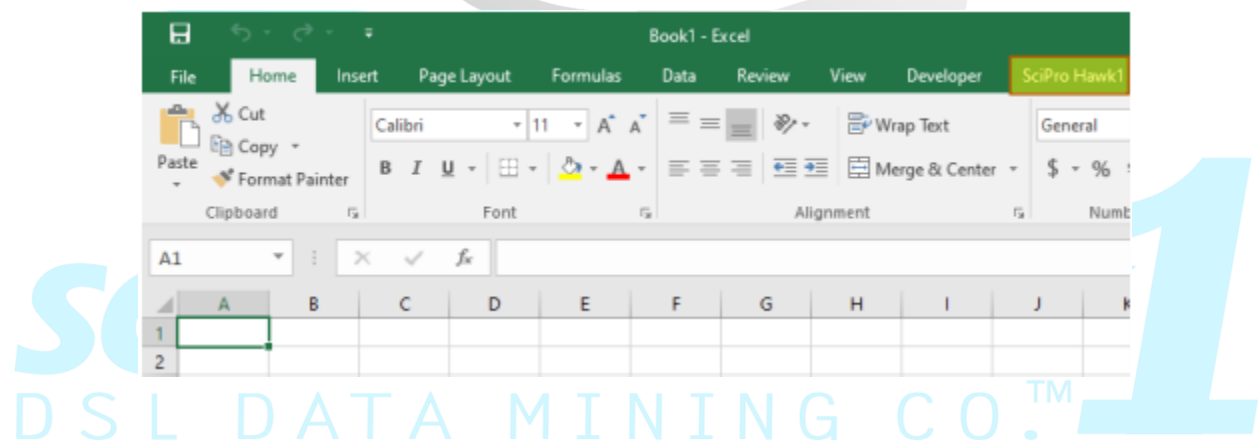 Book1 - Excel
File Home Insert Page Layout Formulas Data Review View Developer SciPro Hawk1
Cut
Copy
Format Painter
Paste
Calibri 11 A A
B I U A
Wrap Text
Merge & Center
General
$ %
Clipboard Font Alignment Numb
A1 fx
A B C D E F G H I J K
1
2
DSL DATA MINING CO.™
1